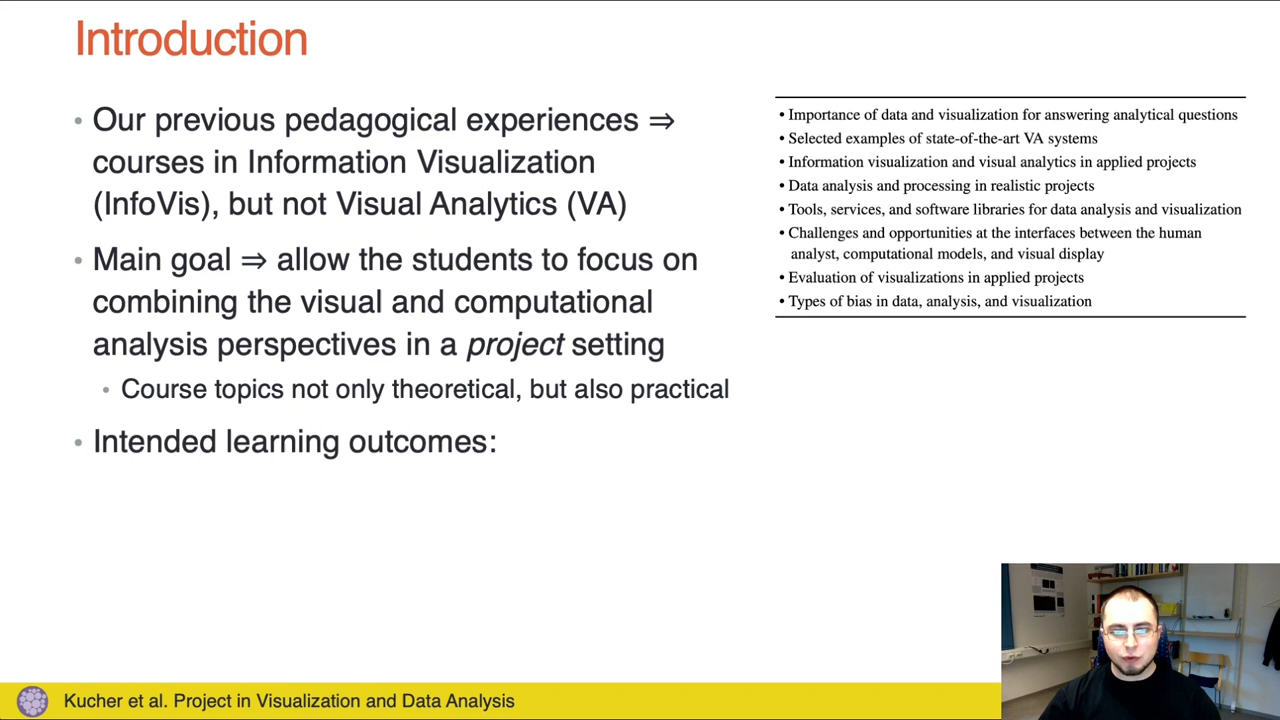 Introduction
• Our previous pedagogical experiences ⇒
courses in Information Visualization
(InfoVis), but not Visual Analytics (VA)
• Main goal ⇒ allow the students to focus on
combining the visual and computational
analysis perspectives in a project setting
• Course topics not only theoretical, but also practical
• Intended learning outcomes:
• Importance of data and visualization for answering analytical questions
• Selected examples of state-of-the-art VA systems
• Information visualization and visual analytics in applied projects
• Data analysis and processing in realistic projects
• Tools, services, and software libraries for data analysis and visualization
• Challenges and opportunities at the interfaces between the human
analyst, computational models, and visual display
• Evaluation of visualizations in applied projects
• Types of bias in data, analysis, and visualization
Kucher et al. Project in Visualization and Data Analysis